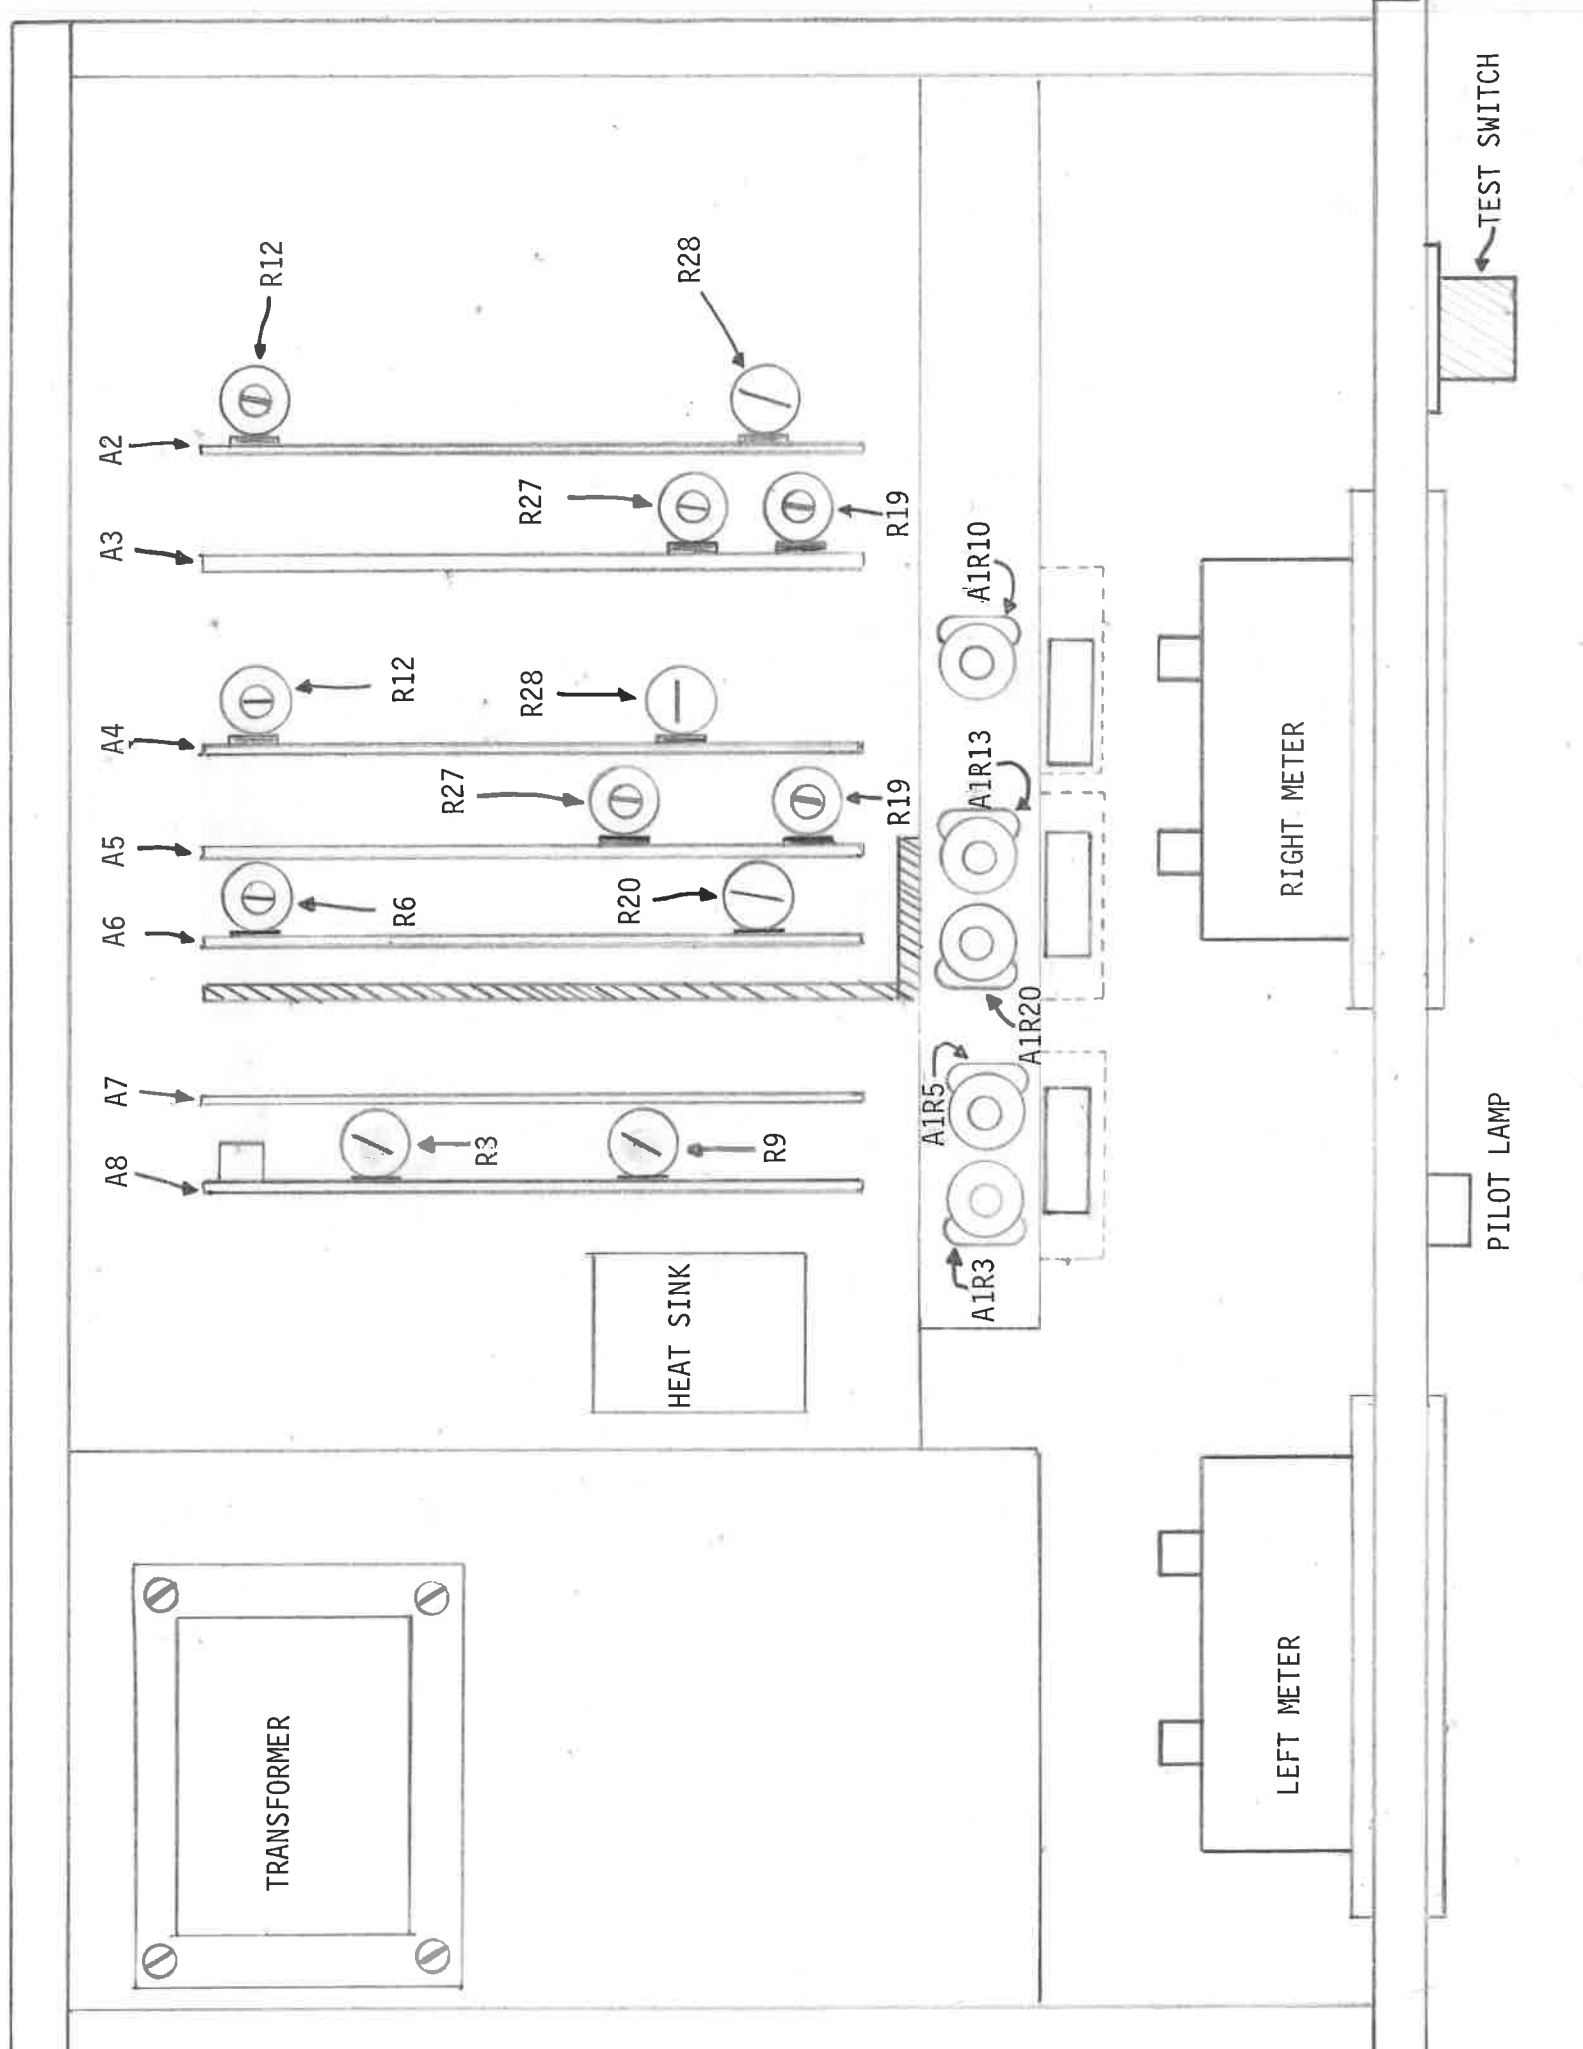 A8
A7
A6
A5
A4
A3
A2
TRANSFORMER
R3
R6
R12
R12
R27
R28
R27
R28
R20
R9
HEAT SINK
R19
R19
A1R3
A1R5
A1R20
A1R13
A1R10
LEFT METER
RIGHT METER
PILOT LAMP
TEST SWITCH